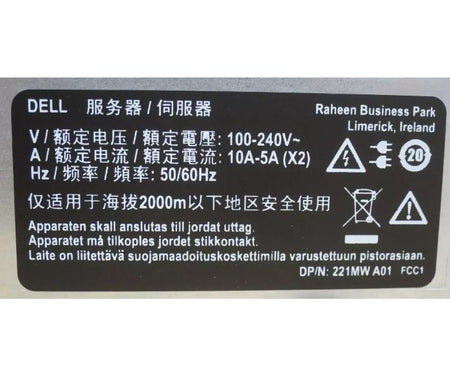 DELL 服务器 / 伺服器
Raheen Business Park
Limerick, Ireland
V / 额定电压 / 額定電壓: 100-240V~
A / 额定电流 / 額定電流: 10A-5A (X2)
Hz / 频率 / 頻率: 50/60Hz
20
仅适用于海拔2000m以下地区安全使用
Apparaten skall anslutas till jordat uttag.
Apparatet må tilkoples jordet stikkontakt.
Laite on liitettävä suojamaadoituskoskettimilla varustettuun pistorasiaan.
DP/N: 221MW A01 FCC1